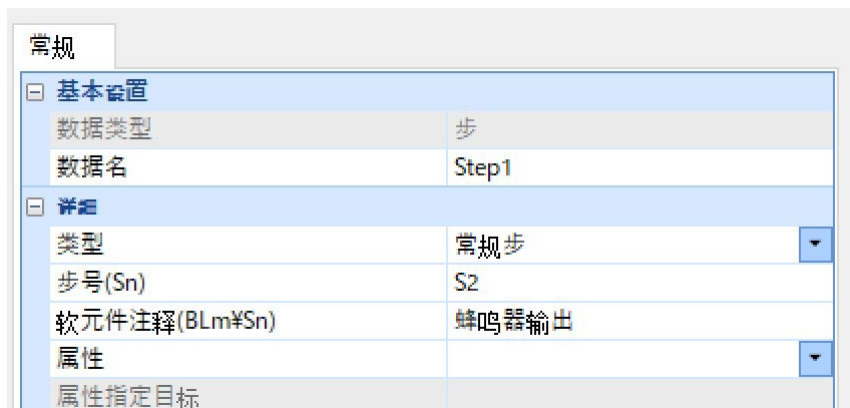 常规
基本设置
数据类型 步
数据名 Step1
详细
类型 常规步
步号(Sn) S2
软元件注释(BLm¥Sn) 蜂鸣器输出
属性
属性指定目标